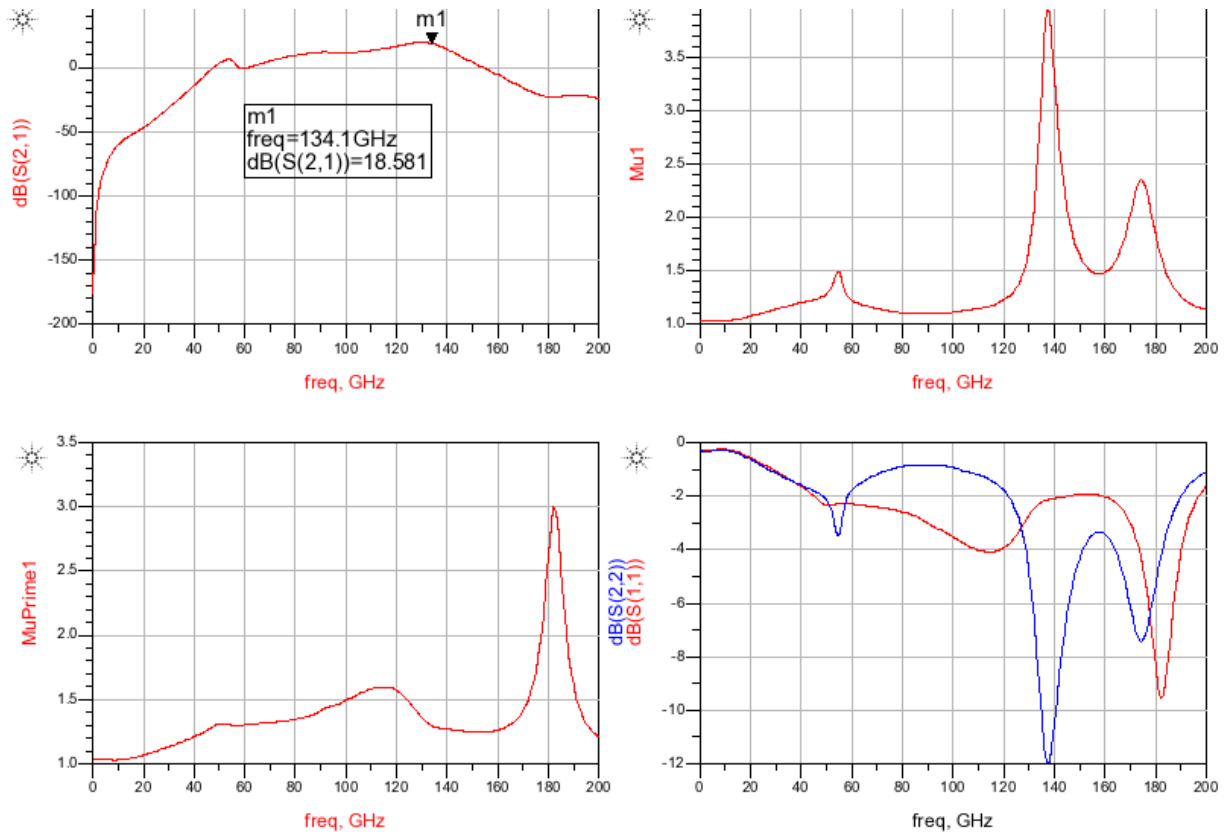 m1
0
-50
-100
-150
-200
dB(S(2,1))
m1
freq=134.1GHz
dB(S(2,1))=18.581
0 20 40 60 80 100 120 140 160 180 200
freq, GHz
3.5
3.0
2.5
2.0
1.5
1.0
Mu1
0 20 40 60 80 100 120 140 160 180 200
freq, GHz
3.5
3.0
2.5
2.0
1.5
1.0
MuPrime1
0 20 40 60 80 100 120 140 160 180 200
freq, GHz
0
-2
-4
-6
-8
-10
-12
dB(S(2,2))
dB(S(1,1))
0 20 40 60 80 100 120 140 160 180 200
freq, GHz